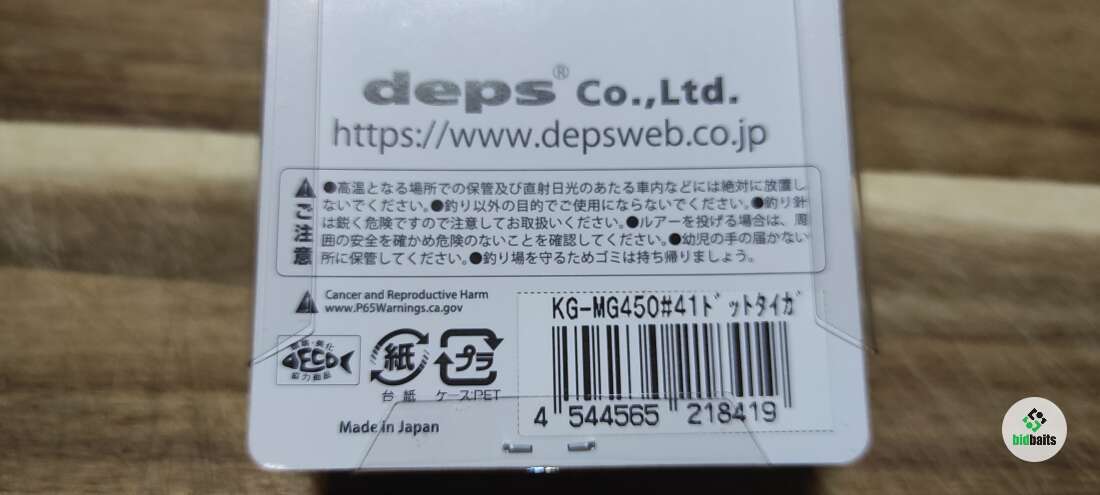 deps® Co.,Ltd.
https://www.depsweb.co.jp
ご注意
●高温となる場所での保管及び直射日光のあたる車内などには絶対に放置し
ないでください。●釣り以外の目的でご使用にならないでください。●釣り針
は鋭く危険ですので注意してお取扱いください。●ルアーを投げる場合は、周
囲の安全を確かめ危険のないことを確認してください。●幼児の手の届かない
所に保管してください。●釣り場を守るためゴミは持ち帰りましょう。
Cancer and Reproductive Harm
www.P65Warnings.ca.gov
KG-MG450#41ﾄﾞｯﾄﾀｲｶﾞ
環境・美化
ECO
協力商品
紙
プラ
台紙
ケース:PET
4 544565 218419
Made in Japan
bidbaits